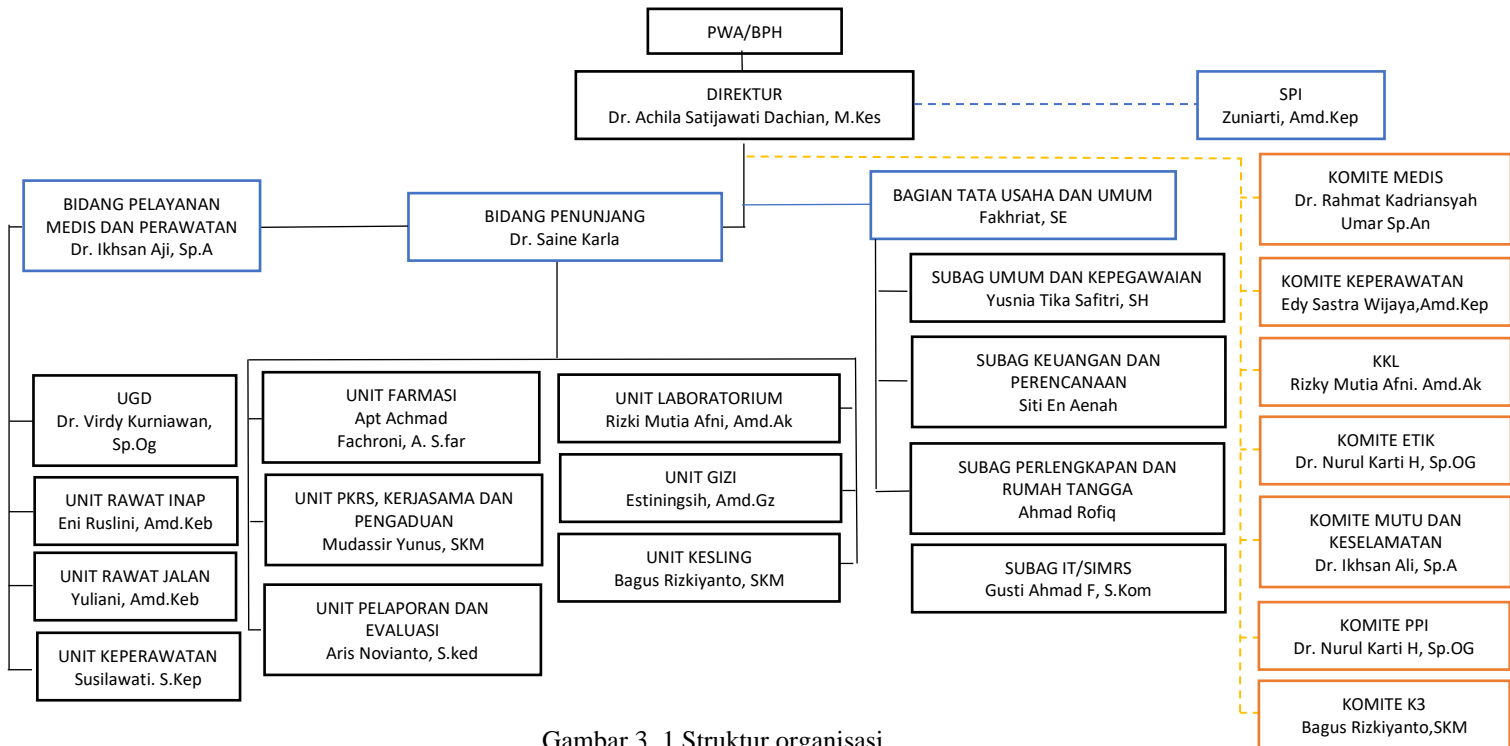 PWA/BPH
DIREKTUR
Dr. Achila Satijawati Dachian, M.Kes
SPI
Zuniarti, Amd.Kep
BIDANG PELAYANAN
MEDIS DAN PERAWATAN
Dr. Ikhsan Aji, Sp.A
BIDANG PENUNJANG
Dr. Saine Karla
BAGIAN TATA USAHA DAN UMUM
Fakhriat, SE
UGD
Dr. Virdy Kurniawan,
Sp.Og
UNIT RAWAT INAP
Eni Ruslini, Amd.Keb
UNIT RAWAT JALAN
Yuliani, Amd.Keb
UNIT KEPERAWATAN
Susilawati. S.Kep
UNIT FARMASI
Apt Achmad
Fachroni, A. S.far
UNIT PKRS, KERJASAMA DAN
PENGADUAN
Mudassir Yunus, SKM
UNIT PELAPORAN DAN
EVALUASI
Aris Novianto, S.ked
UNIT LABORATORIUM
Rizki Mutia Afni, Amd.Ak
UNIT GIZI
Estiningsih, Amd.Gz
UNIT KESLING
Bagus Rizkiyanto, SKM
SUBAG UMUM DAN KEPEGAWAIAN
Yusnia Tika Safitri, SH
SUBAG KEUANGAN DAN
PERENCANAAN
Siti En Aenah
SUBAG PERLENGKAPAN DAN
RUMAH TANGGA
Ahmad Rofiq
SUBAG IT/SIMRS
Gusti Ahmad F, S.Kom
KOMITE MEDIS
Dr. Rahmat Kadriansyah
Umar Sp.An
KOMITE KEPERAWATAN
Edy Sastra Wijaya,Amd.Kep
KKL
Rizky Mutia Afni. Amd.Ak
KOMITE ETIK
Dr. Nurul Karti H, Sp.OG
KOMITE MUTU DAN
KESELAMATAN
Dr. Ikhsan Ali, Sp.A
KOMITE PPI
Dr. Nurul Karti H, Sp.OG
KOMITE K3
Bagus Rizkiyanto,SKM
Gambar 3. 1 Struktur organisasi